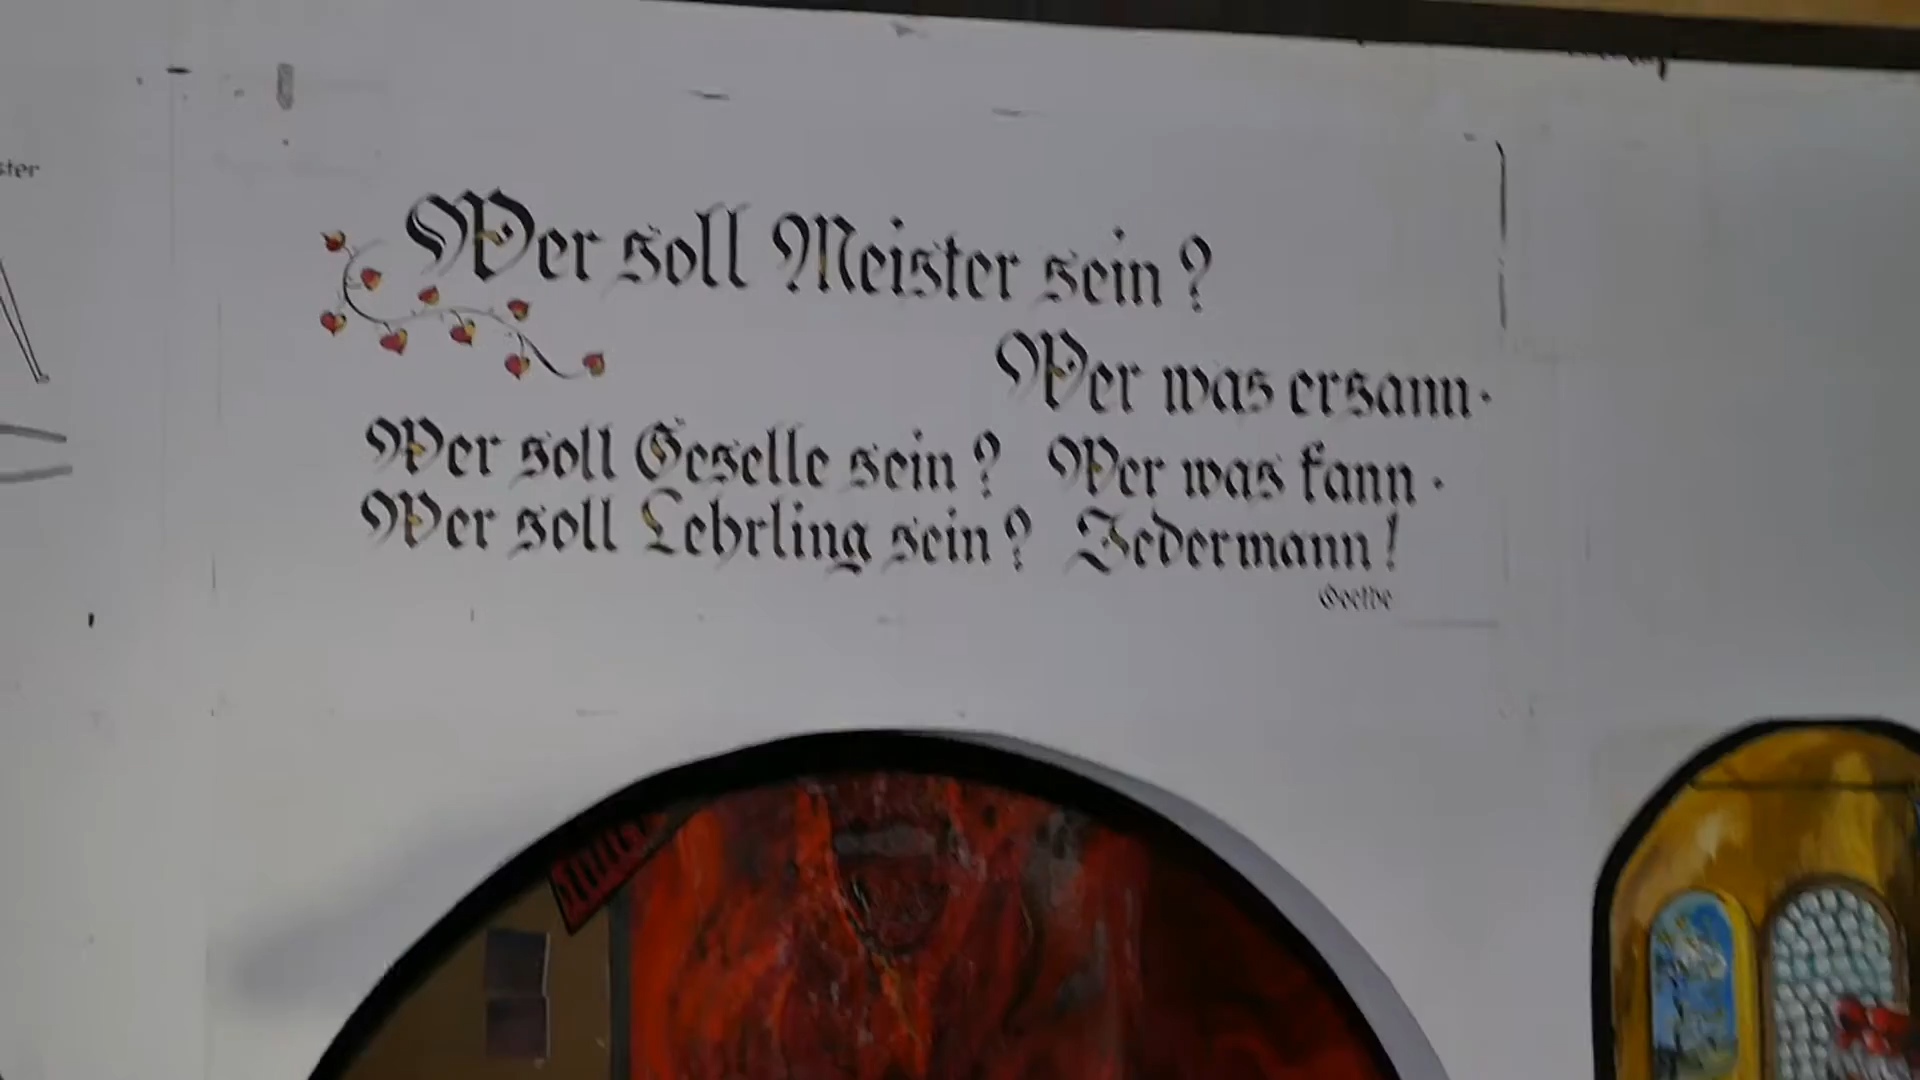 Wer soll Meister sein?
Wer was ersann.
Wer soll Geselle sein? Wer was kann.
Wer soll Lehrling sein? Jedermann!
Goethe